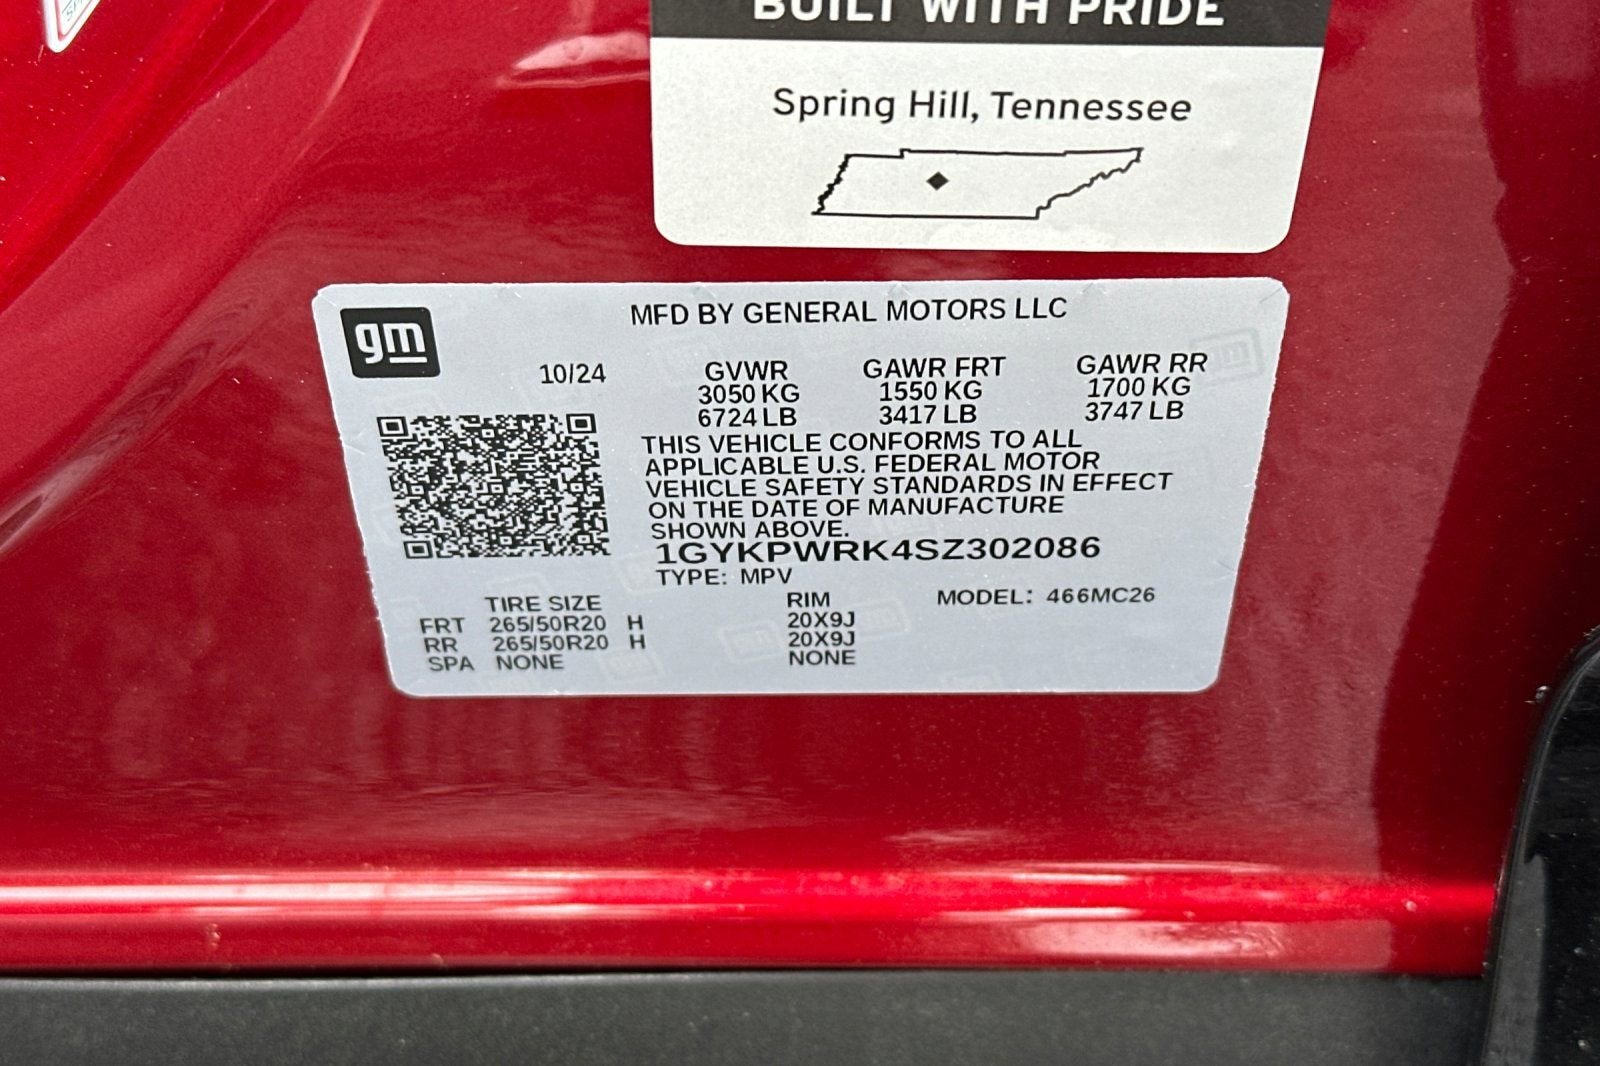 BUILT WITH PRIDE
Spring Hill, Tennessee
gm
MFD BY GENERAL MOTORS LLC
10/24
GVWR GAWR FRT GAWR RR
3050 KG 1550 KG 1700 KG
6724 LB 3417 LB 3747 LB
THIS VEHICLE CONFORMS TO ALL
APPLICABLE U.S. FEDERAL MOTOR
VEHICLE SAFETY STANDARDS IN EFFECT
ON THE DATE OF MANUFACTURE
SHOWN ABOVE.
1GYKPWRK4SZ302086
TYPE: MPV
TIRE SIZE RIM MODEL: 466MC26
FRT 265/50R20 H 20X9J
RR 265/50R20 H 20X9J
SPA NONE NONE